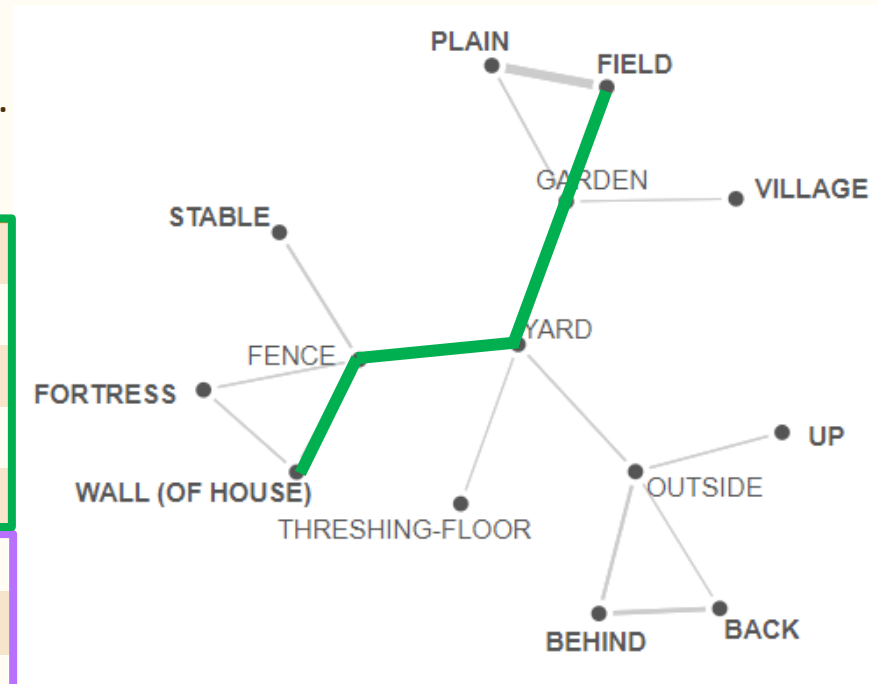 PLAIN
FIELD
GARDEN
VILLAGE
STABLE
YARD
FENCE
FORTRESS
UP
WALL (OF HOUSE)
OUTSIDE
THRESHING-FLOOR
BEHIND
BACK